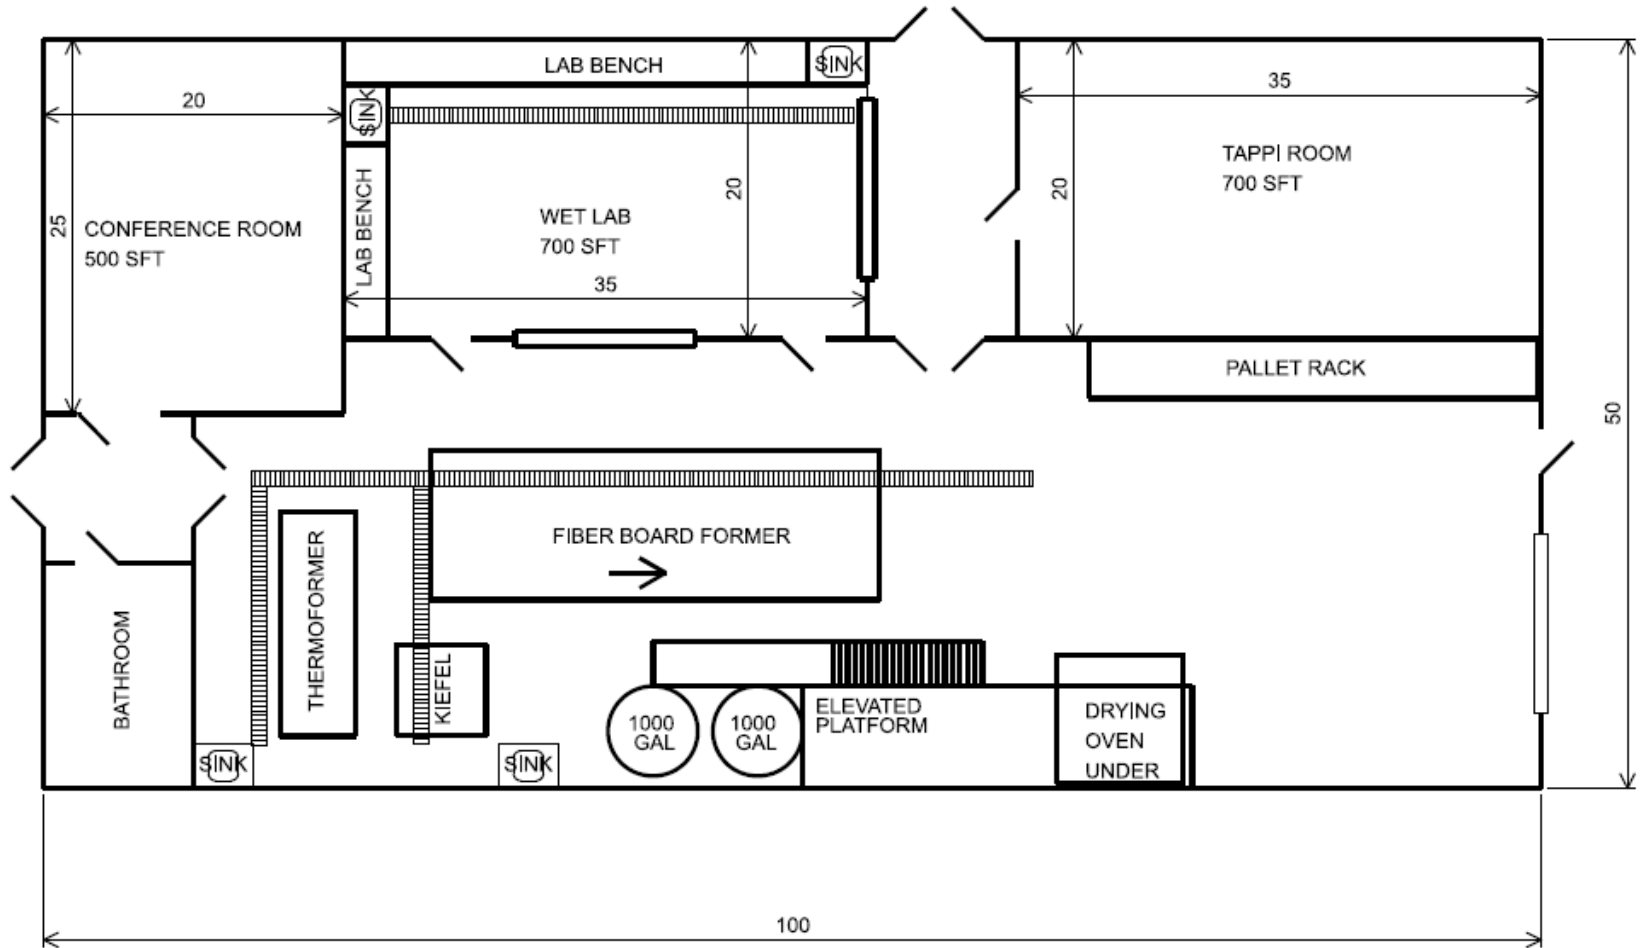 LAB BENCH
SINK
20
SINK
35
20
TAPPI ROOM
700 SFT
20
25
CONFERENCE ROOM
500 SFT
LAB BENCH
WET LAB
700 SFT
35
PALLET RACK
50
FIBER BOARD FORMER
THERMOFORMER
BATHROOM
KIEFEL
1000
GAL
1000
GAL
ELEVATED
PLATFORM
DRYING
OVEN
UNDER
SINK
SINK
100